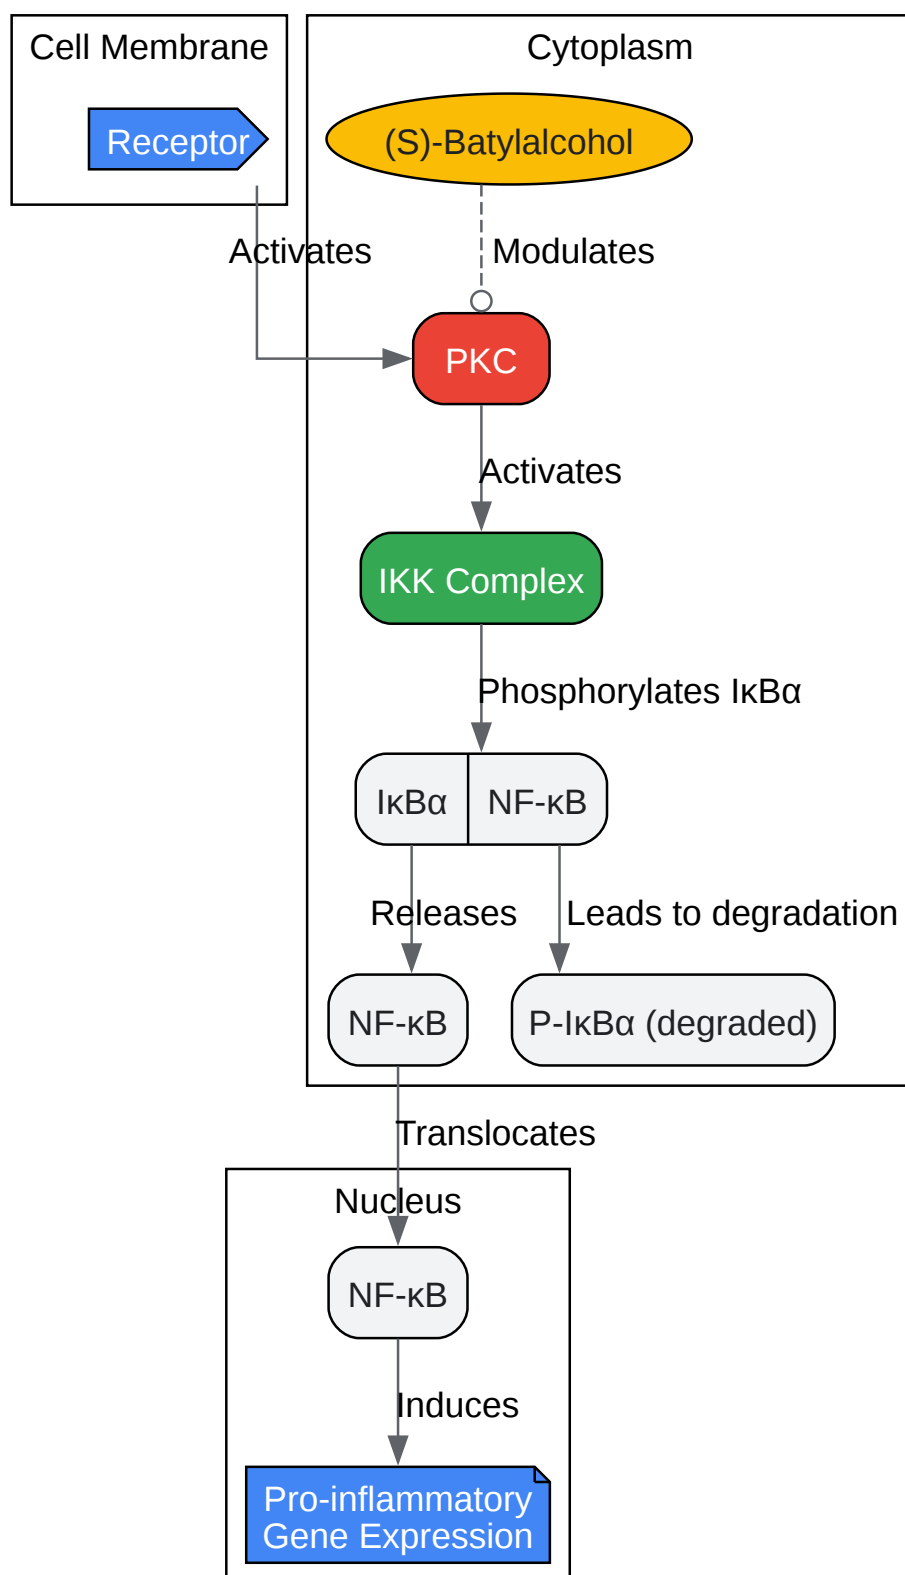 Cell Membrane
Cytoplasm
Receptor
(S)-Batylalcohol
Activates
Modulates
PKC
Activates
IKK Complex
Phosphorylates IκBα
IκBα
NF-κB
Releases
Leads to degradation
NF-κB
P-IκBα (degraded)
Translocates
Nucleus
NF-κB
Induces
Pro-inflammatory
Gene Expression